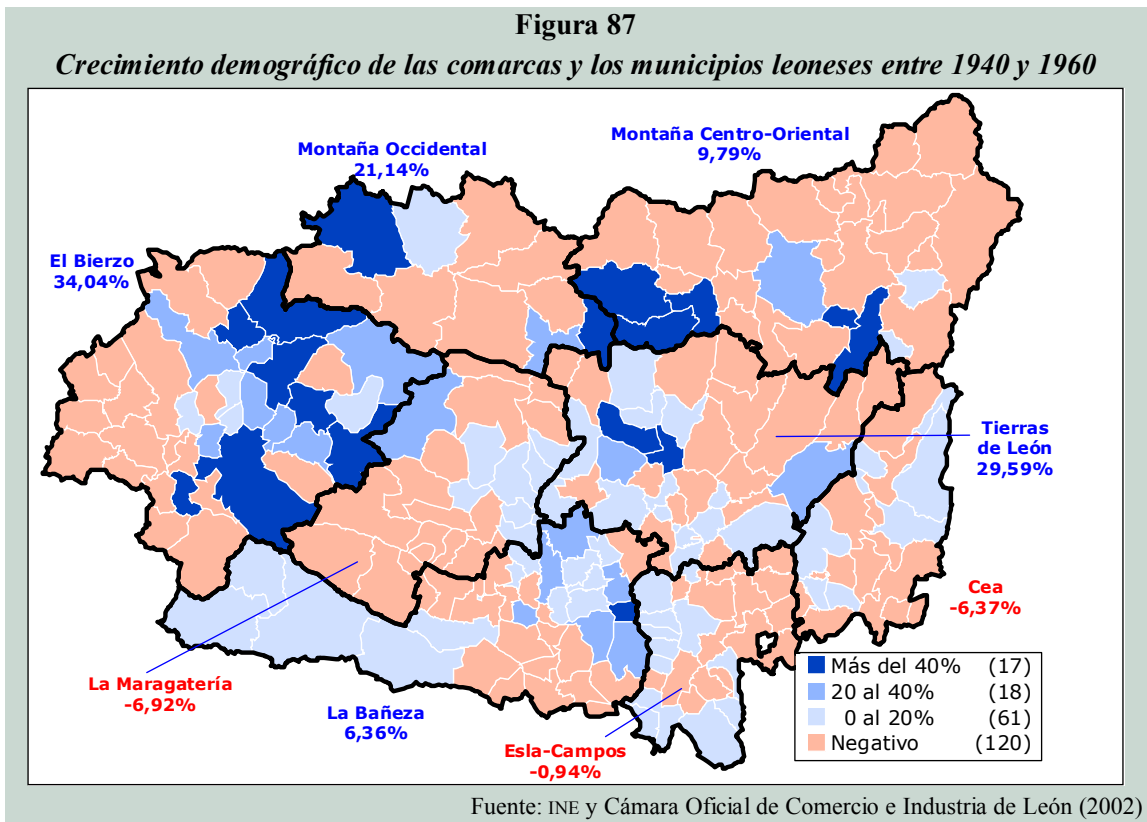 Figura 87
Crecimiento demográfico de las comarcas y los municipios leoneses entre 1940 y 1960
Montaña Occidental
21,14%
Montaña Centro-Oriental
9,79%
El Bierzo
34,04%
Tierras
de León
29,59%
Cea
-6,37%
La Maragatería
-6,92%
La Bañeza
6,36%
Esla-Campos
-0,94%
Más del 40% (17)
20 al 40% (18)
0 al 20% (61)
Negativo (120)
Fuente: INE y Cámara Oficial de Comercio e Industria de León (2002)